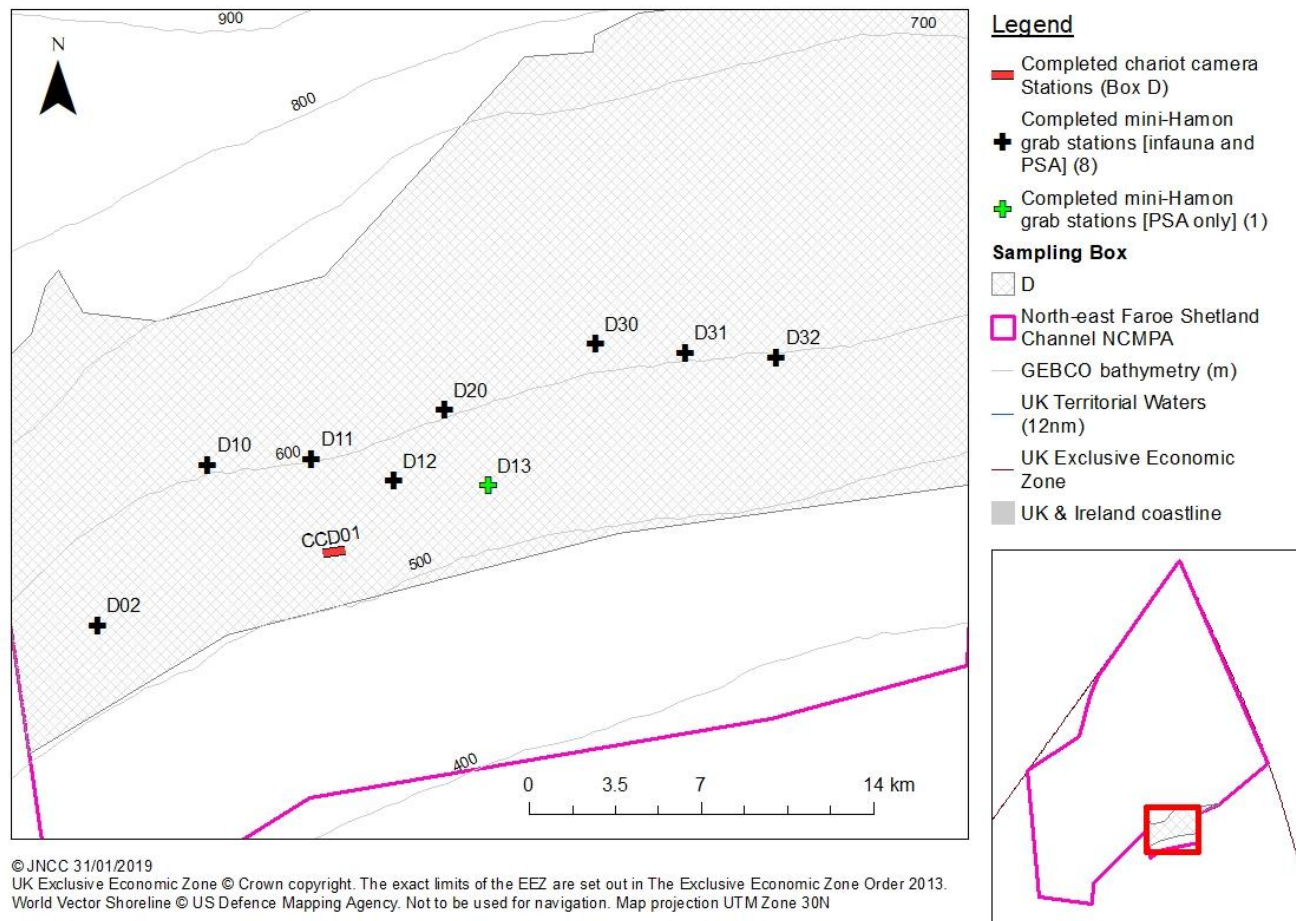 900
700
N
800
D30
D31
D32
D20
D10
600
D11
D12
D13
CCD01
500
D02
400
0 3.5 7 14 km
Legend
Completed chariot camera
Stations (Box D)
Completed mini-Hamon
grab stations [infauna and
PSA] (8)
Completed mini-Hamon
grab stations [PSA only] (1)
Sampling Box
D
North-east Faroe Shetland
Channel NCMPA
GEBCO bathymetry (m)
UK Territorial Waters
(12nm)
UK Exclusive Economic
Zone
UK & Ireland coastline
© JNCC 31/01/2019
UK Exclusive Economic Zone © Crown copyright. The exact limits of the EEZ are set out in The Exclusive Economic Zone Order 2013.
World Vector Shoreline © US Defence Mapping Agency. Not to be used for navigation. Map projection UTM Zone 30N